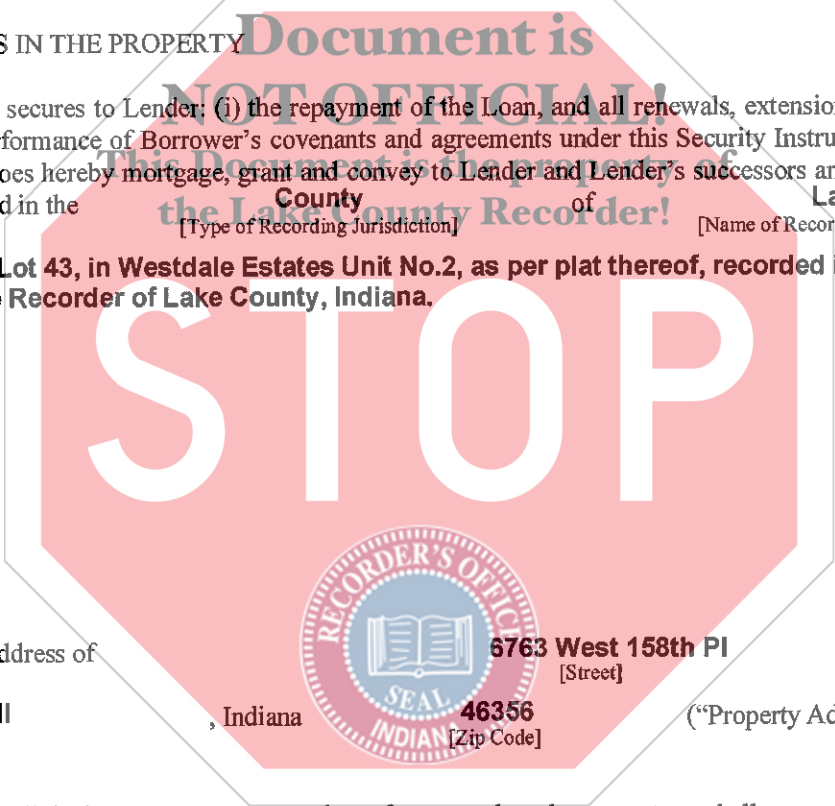 S IN THE PROPERTY
Document is
NOT OFFICIAL!
secures to Lender: (i) the repayment of the Loan, and all renewals, extension
formance of Borrower's covenants and agreements under this Security Instru
This Document is the property of
oes hereby mortgage, grant and convey to Lender and Lender's successors an
the Lake County Recorder!
d in the County of La
[Type of Recording Jurisdiction] [Name of Recor
Lot 43, in Westdale Estates Unit No.2, as per plat thereof, recorded i
Recorder of Lake County, Indiana.
STOP
RECORDER'S OFFICE
SEAL
INDIANA
ddress of 6763 West 158th Pl
[Street]
ll , Indiana 46356 ("Property Ad
[Zip Code]